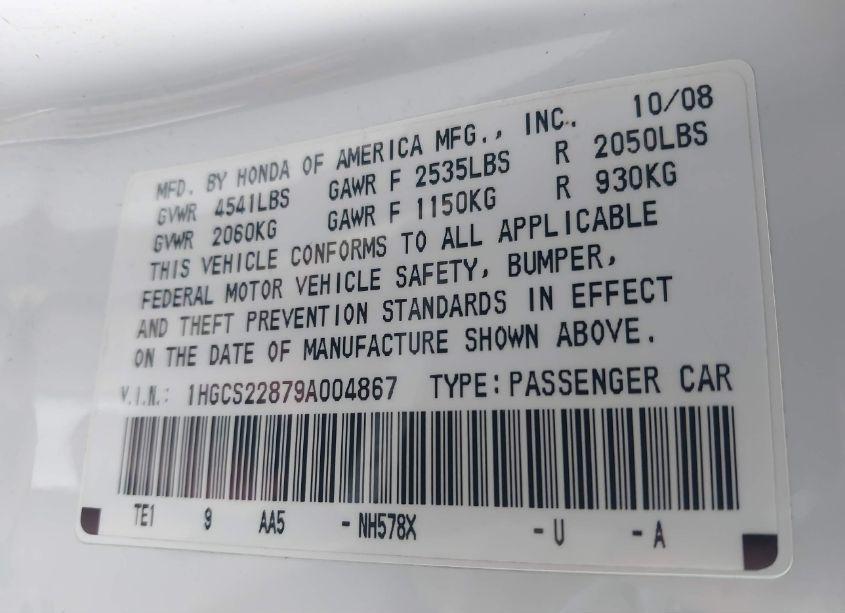 MFD. BY HONDA OF AMERICA MFG., INC. 10/08
GVWR 4541LBS GAWR F 2535LBS R 2050LBS
GVWR 2060KG GAWR F 1150KG R 930KG
THIS VEHICLE CONFORMS TO ALL APPLICABLE
FEDERAL MOTOR VEHICLE SAFETY, BUMPER,
AND THEFT PREVENTION STANDARDS IN EFFECT
ON THE DATE OF MANUFACTURE SHOWN ABOVE.
V.I.N.: 1HGCS22879A004867 TYPE: PASSENGER CAR
TE1 9 AA5 - NH578X - U - A